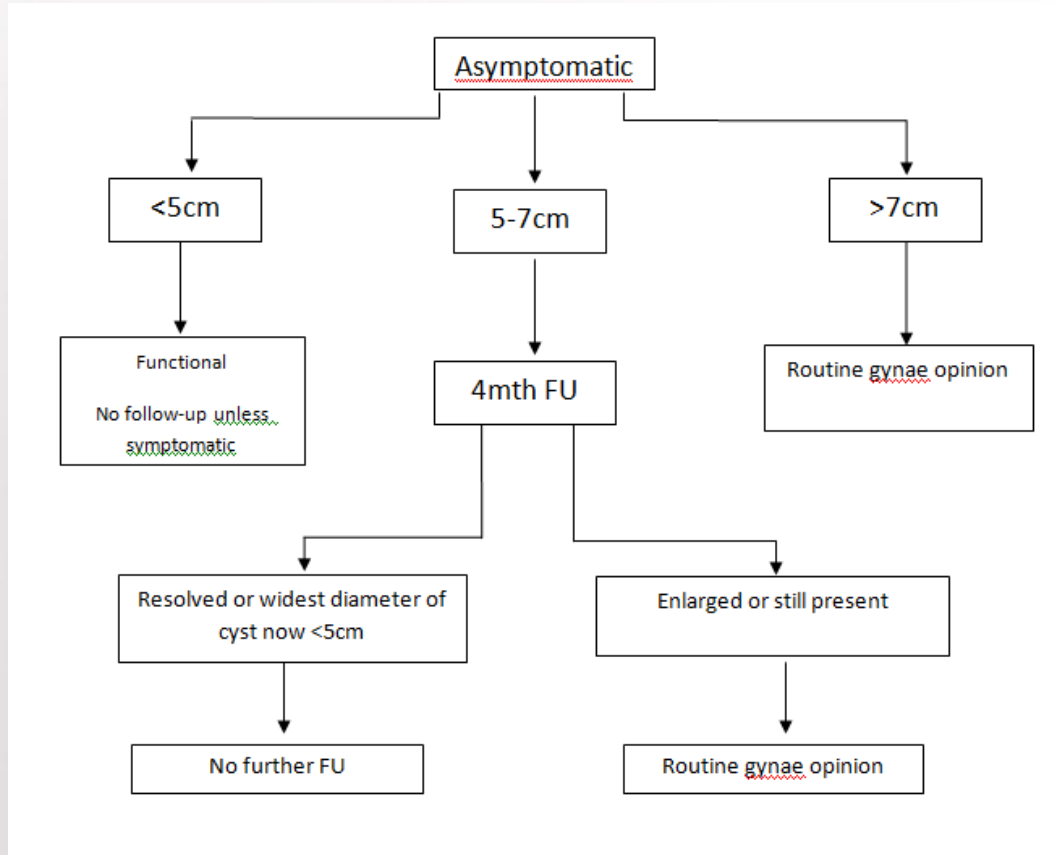 Asymptomatic
<5cm
5-7cm
>7cm
Functional
No follow-up unless
symptomatic
4mth FU
Routine gynae opinion
Resolved or widest diameter of
cyst now <5cm
Enlarged or still present
No further FU
Routine gynae opinion